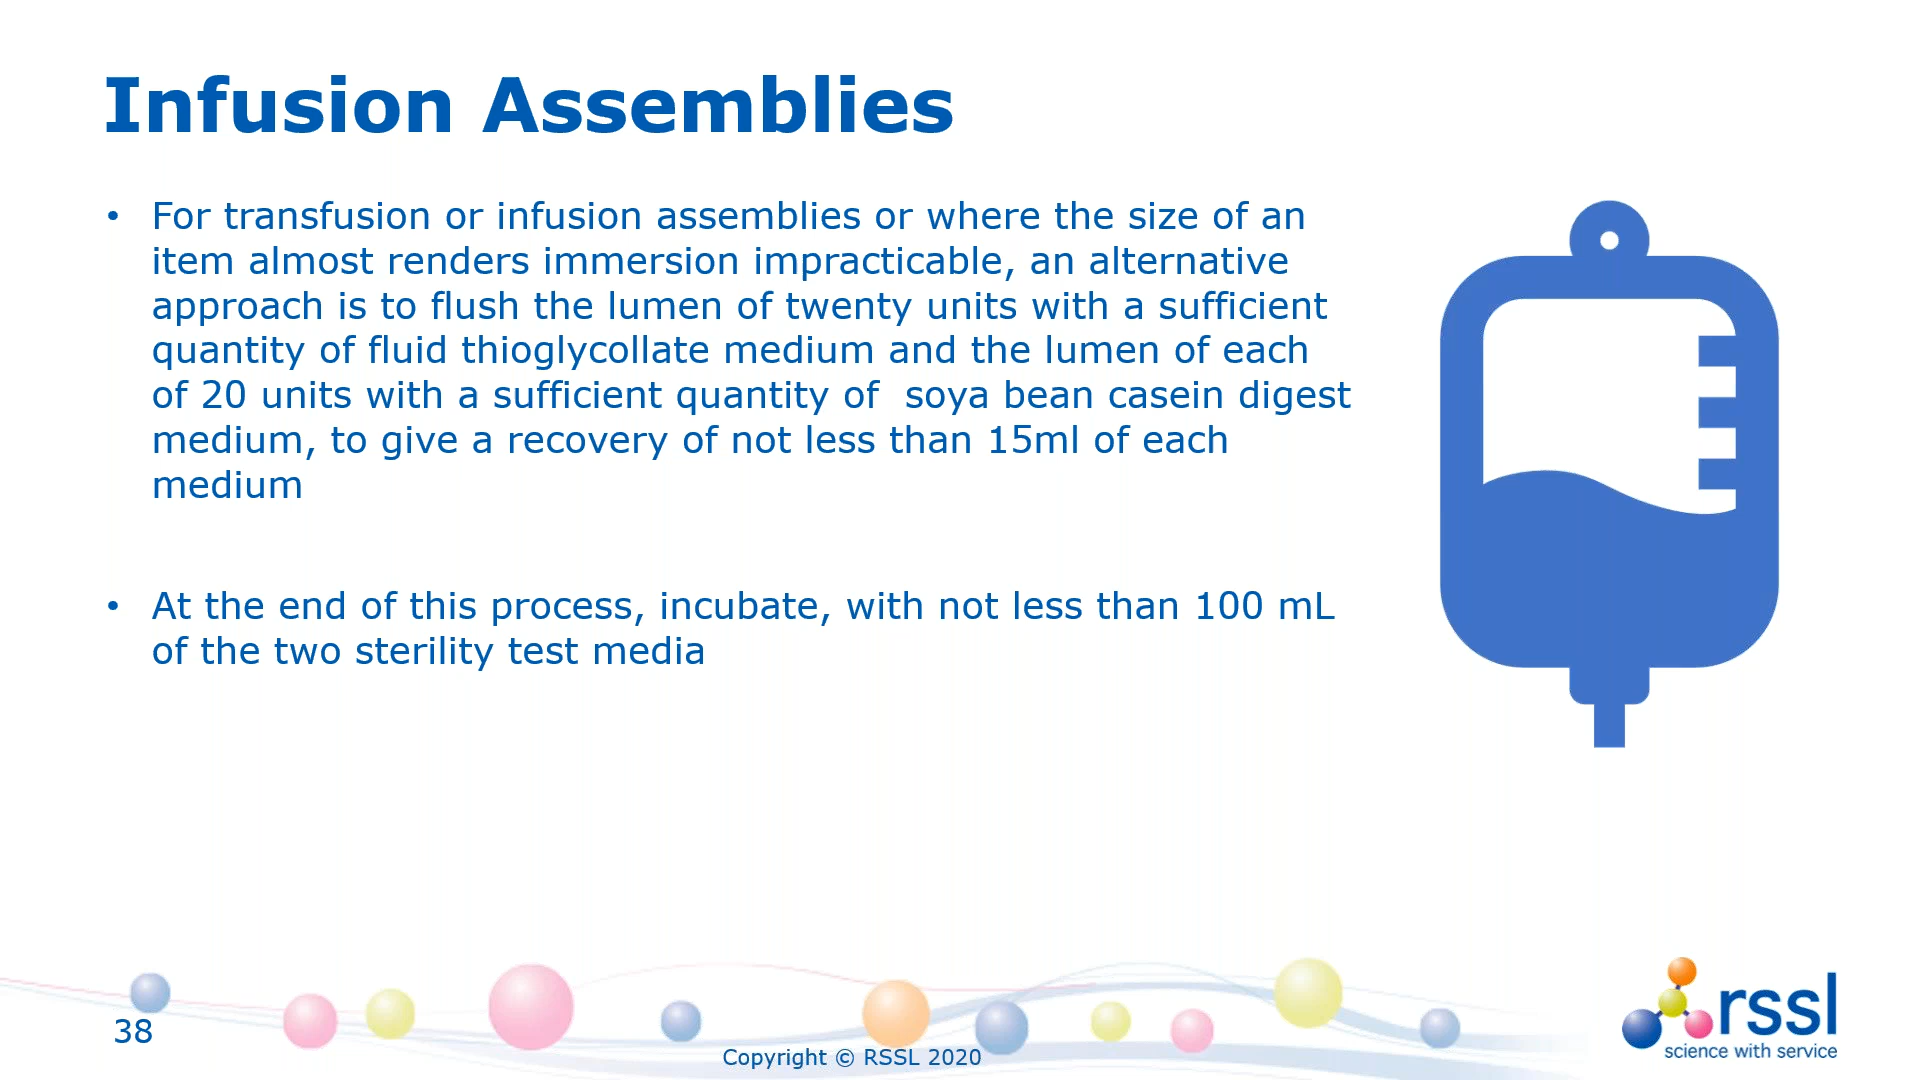 Infusion Assemblies
• For transfusion or infusion assemblies or where the size of an
item almost renders immersion impracticable, an alternative
approach is to flush the lumen of twenty units with a sufficient
quantity of fluid thioglycollate medium and the lumen of each
of 20 units with a sufficient quantity of  soya bean casein digest
medium, to give a recovery of not less than 15ml of each
medium
• At the end of this process, incubate, with not less than 100 mL
of the two sterility test media
38
Copyright © RSSL 2020
rssl
science with service